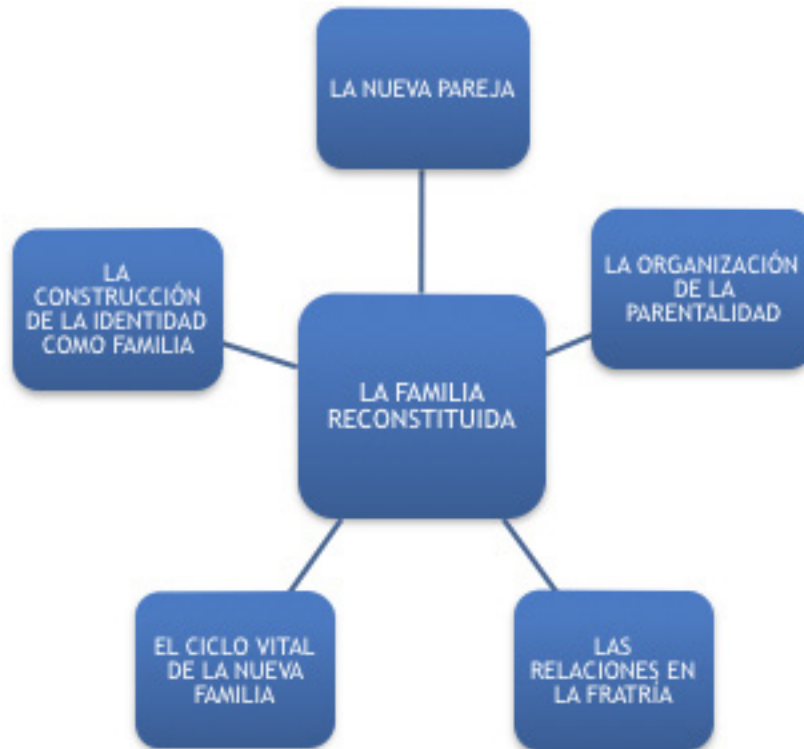 LA NUEVA PAREJA
LA ORGANIZACIÓN
DE LA
PARENTALIDAD
LA
CONSTRUCCIÓN
DE LA IDENTIDAD
COMO FAMILIA
LA FAMILIA
RECONSTITUIDA
EL CICLO VITAL
DE LA NUEVA
FAMILIA
LAS
RELACIONES EN
LA FRATRÍA